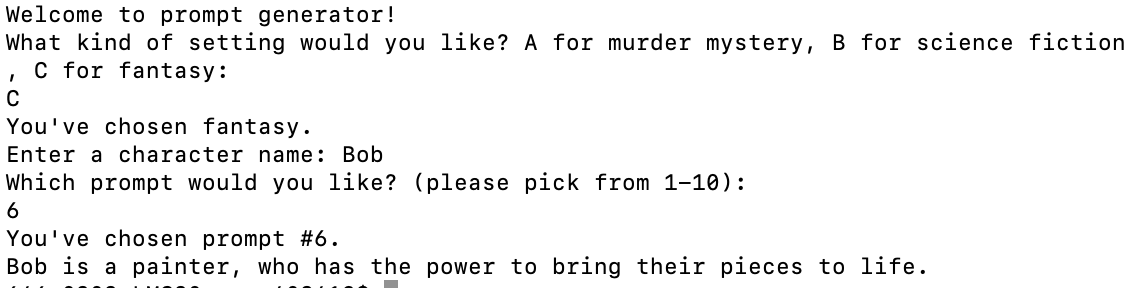 Welcome to prompt generator!
What kind of setting would you like? A for murder mystery, B for science fiction
, C for fantasy:
C
You've chosen fantasy.
Enter a character name: Bob
Which prompt would you like? (please pick from 1-10):
6
You've chosen prompt #6.
Bob is a painter, who has the power to bring their pieces to life.